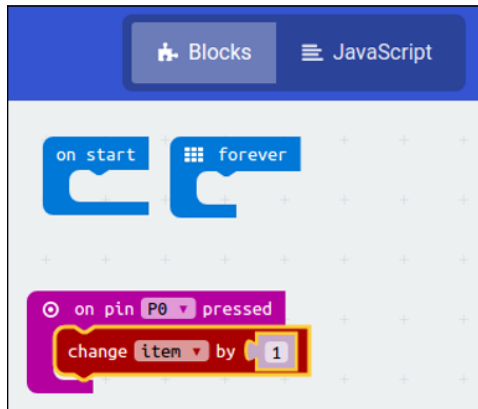 Blocks JavaScript
on start forever
on pin P0 pressed
change item by 1